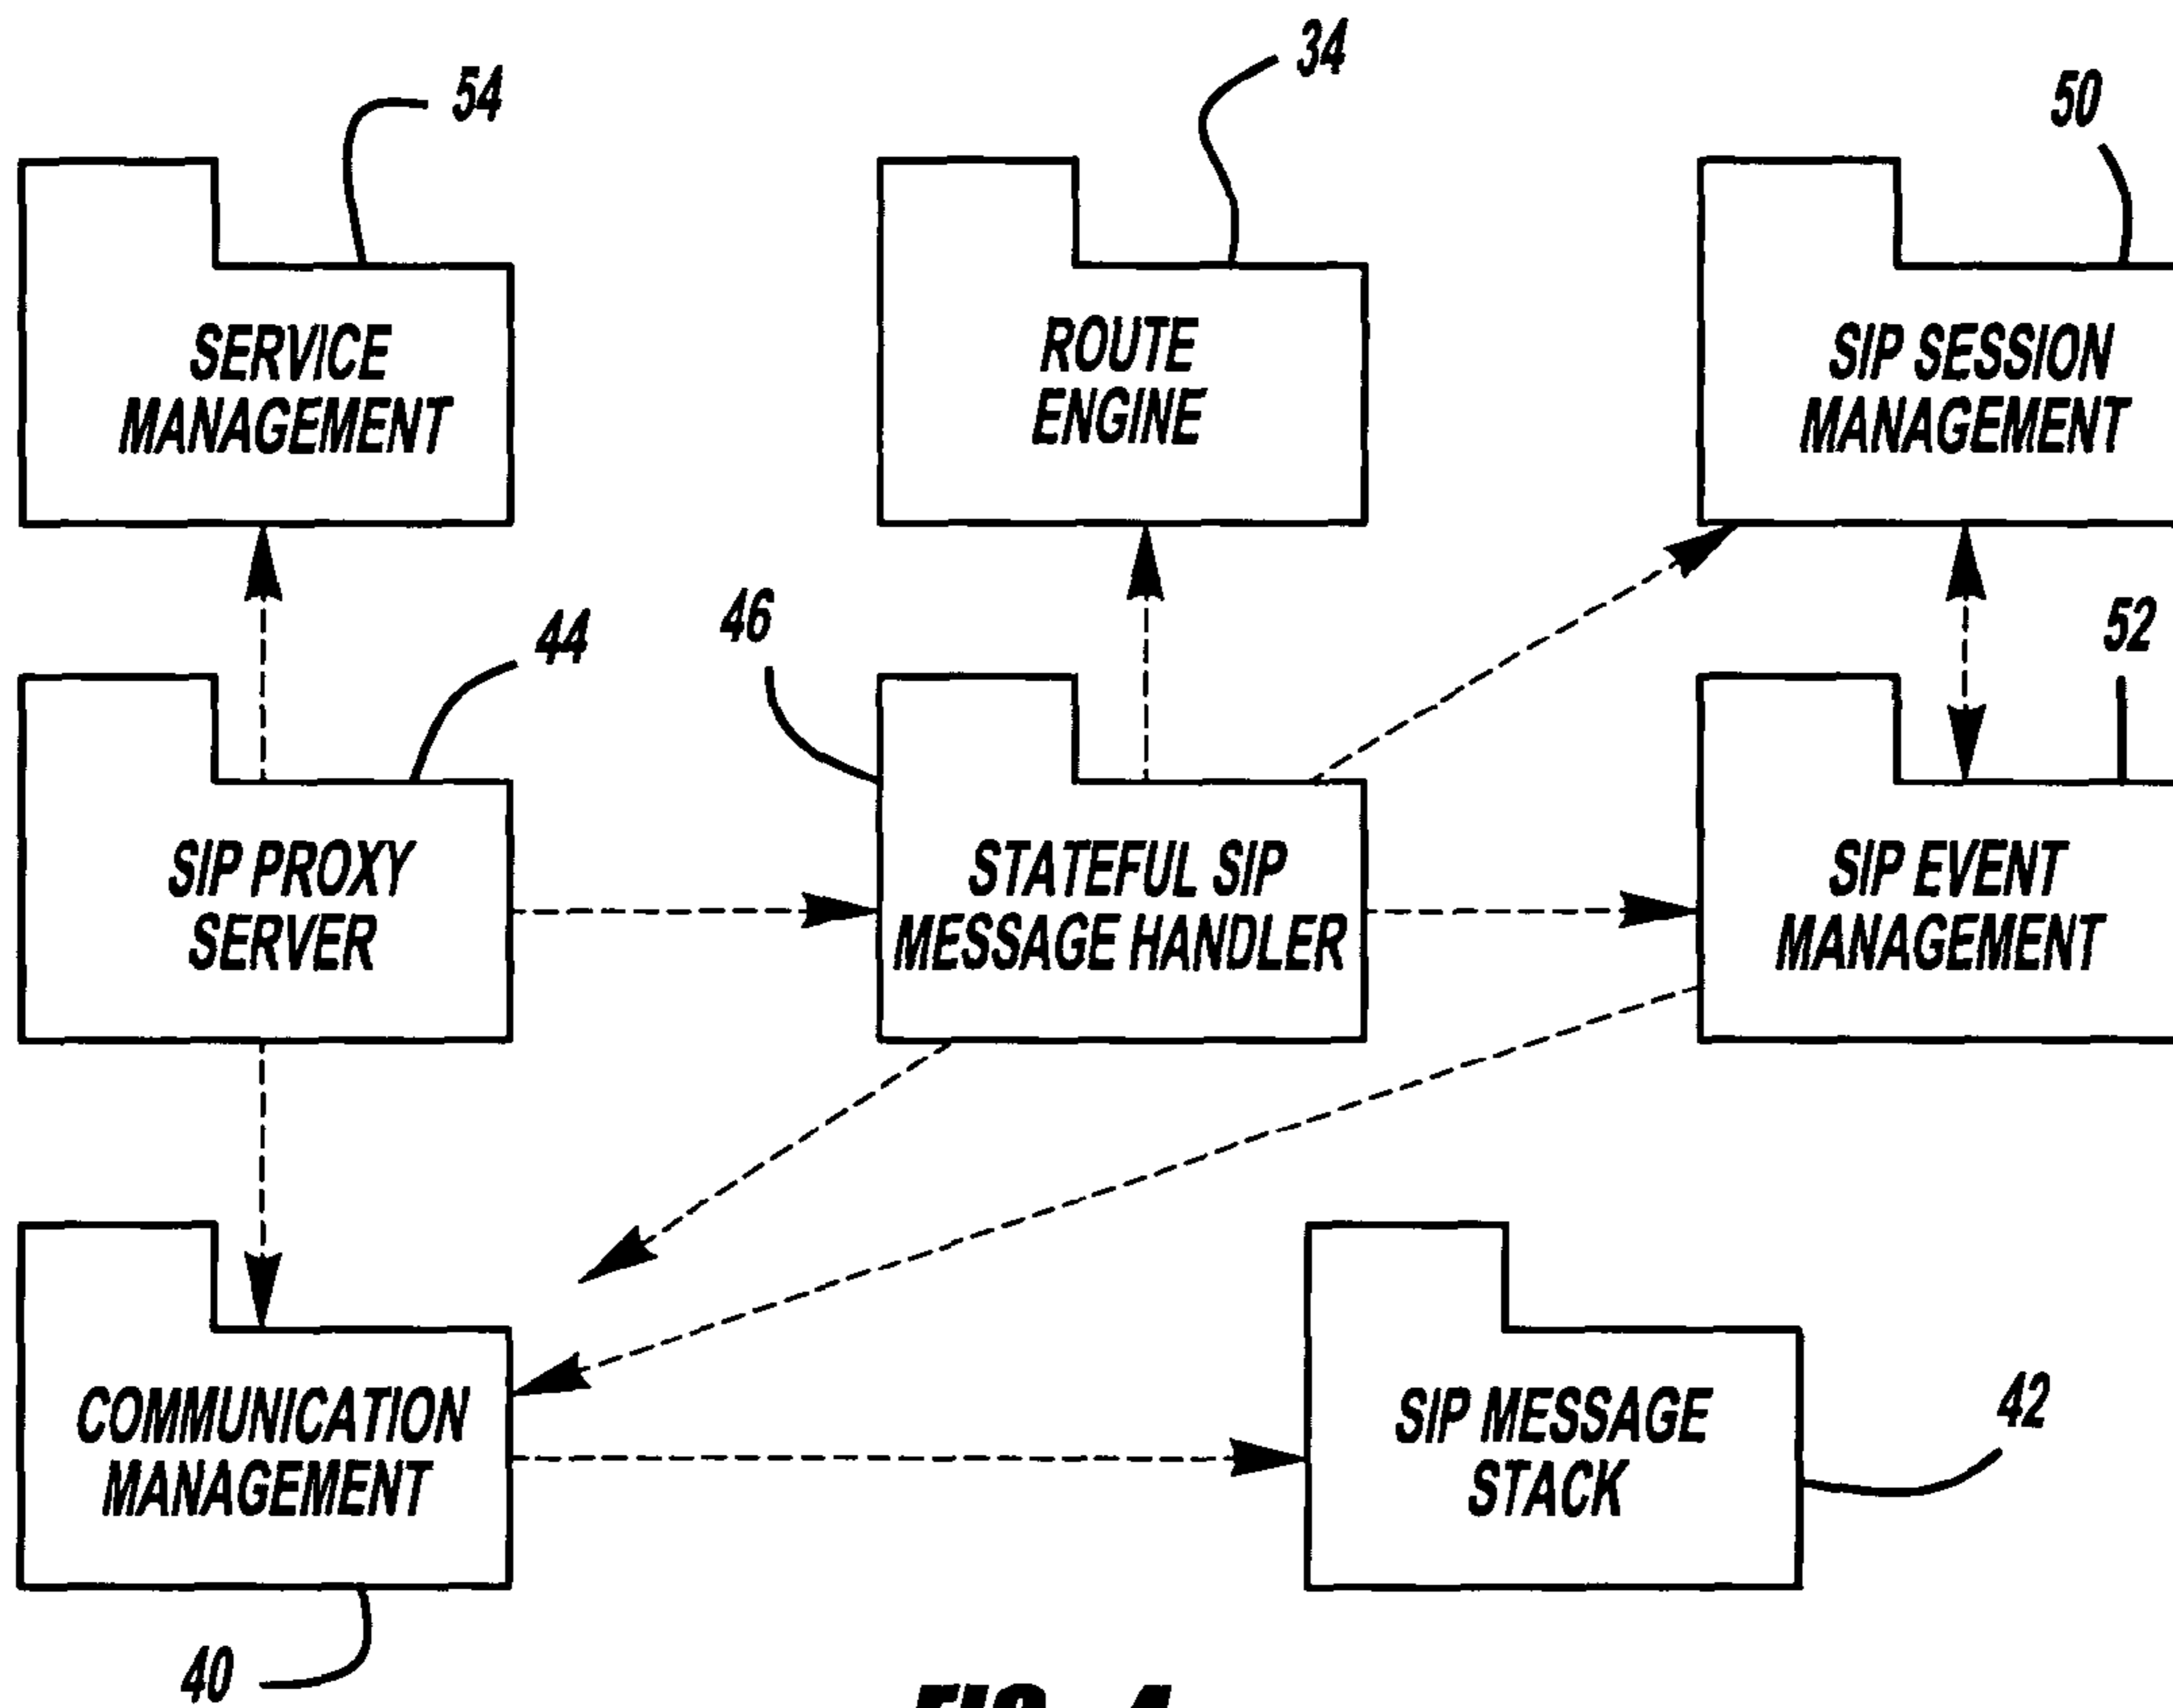 54
34
50
SERVICE
MANAGEMENT
ROUTE
ENGINE
SIP SESSION
MANAGEMENT
44
46
52
SIP PROXY
SERVER
STATEFUL SIP
MESSAGE HANDLER
SIP EVENT
MANAGEMENT
COMMUNICATION
MANAGEMENT
SIP MESSAGE
STACK
42
40